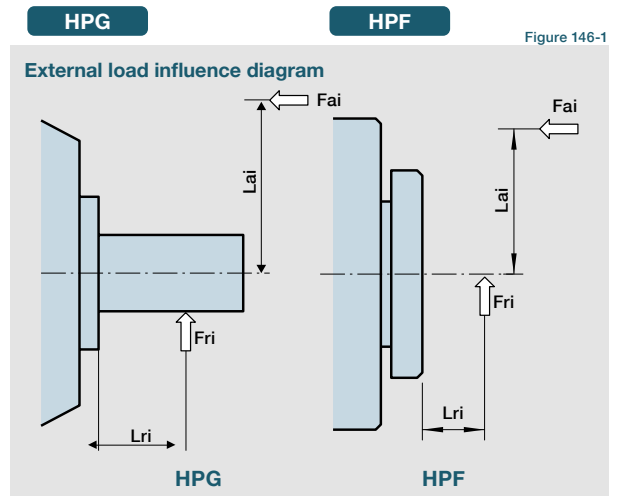 HPG
HPF
Figure 146-1
External load influence diagram
Fai
Lai
Fri
Lri
HPG
Fai
Lai
Fri
Lri
HPF